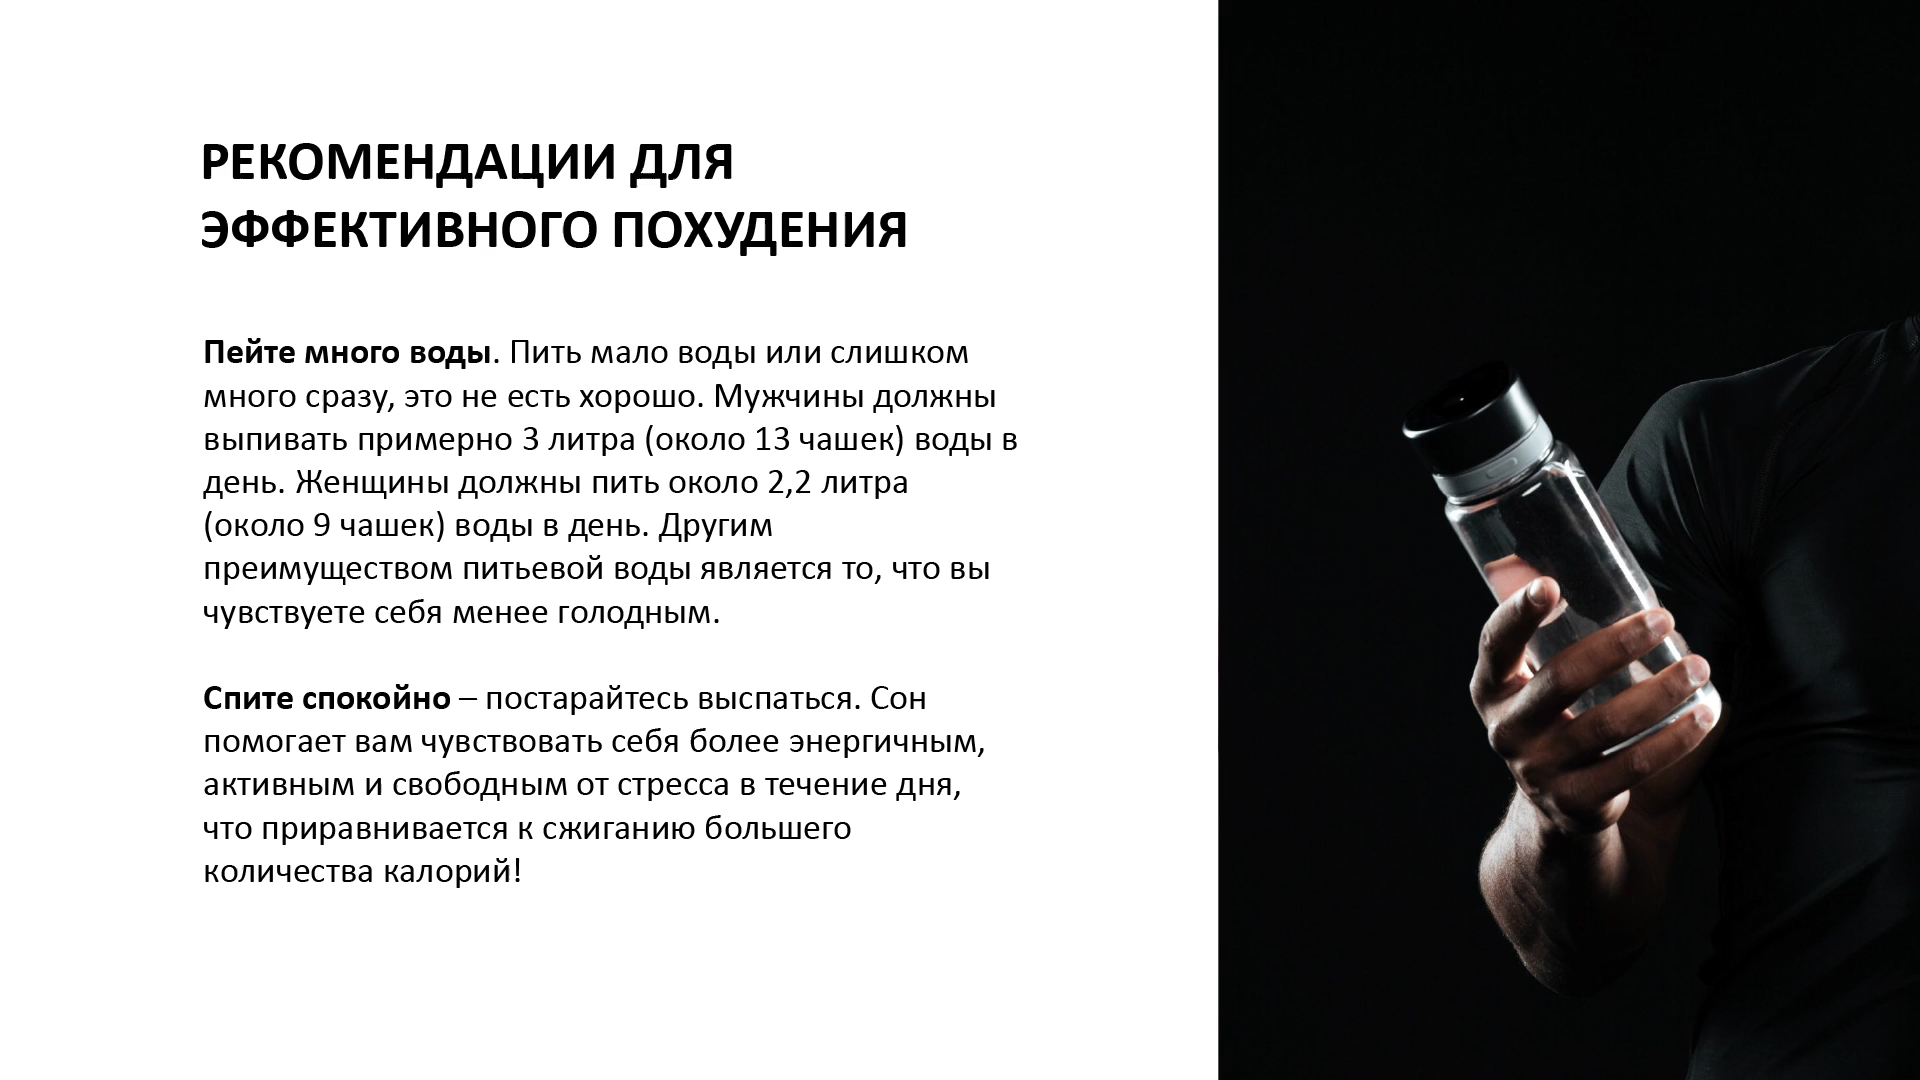 РЕКОМЕНДАЦИИ ДЛЯ
ЭФФЕКТИВНОГО ПОХУДЕНИЯ
Пейте много воды. Пить мало воды или слишком
много сразу, это не есть хорошо. Мужчины должны
выпивать примерно 3 литра (около 13 чашек) воды в
день. Женщины должны пить около 2,2 литра
(около 9 чашек) воды в день. Другим
преимуществом питьевой воды является то, что вы
чувствуете себя менее голодным.
Спите спокойно – постарайтесь выспаться. Сон
помогает вам чувствовать себя более энергичным,
активным и свободным от стресса в течение дня,
что приравнивается к сжиганию большего
количества калорий!